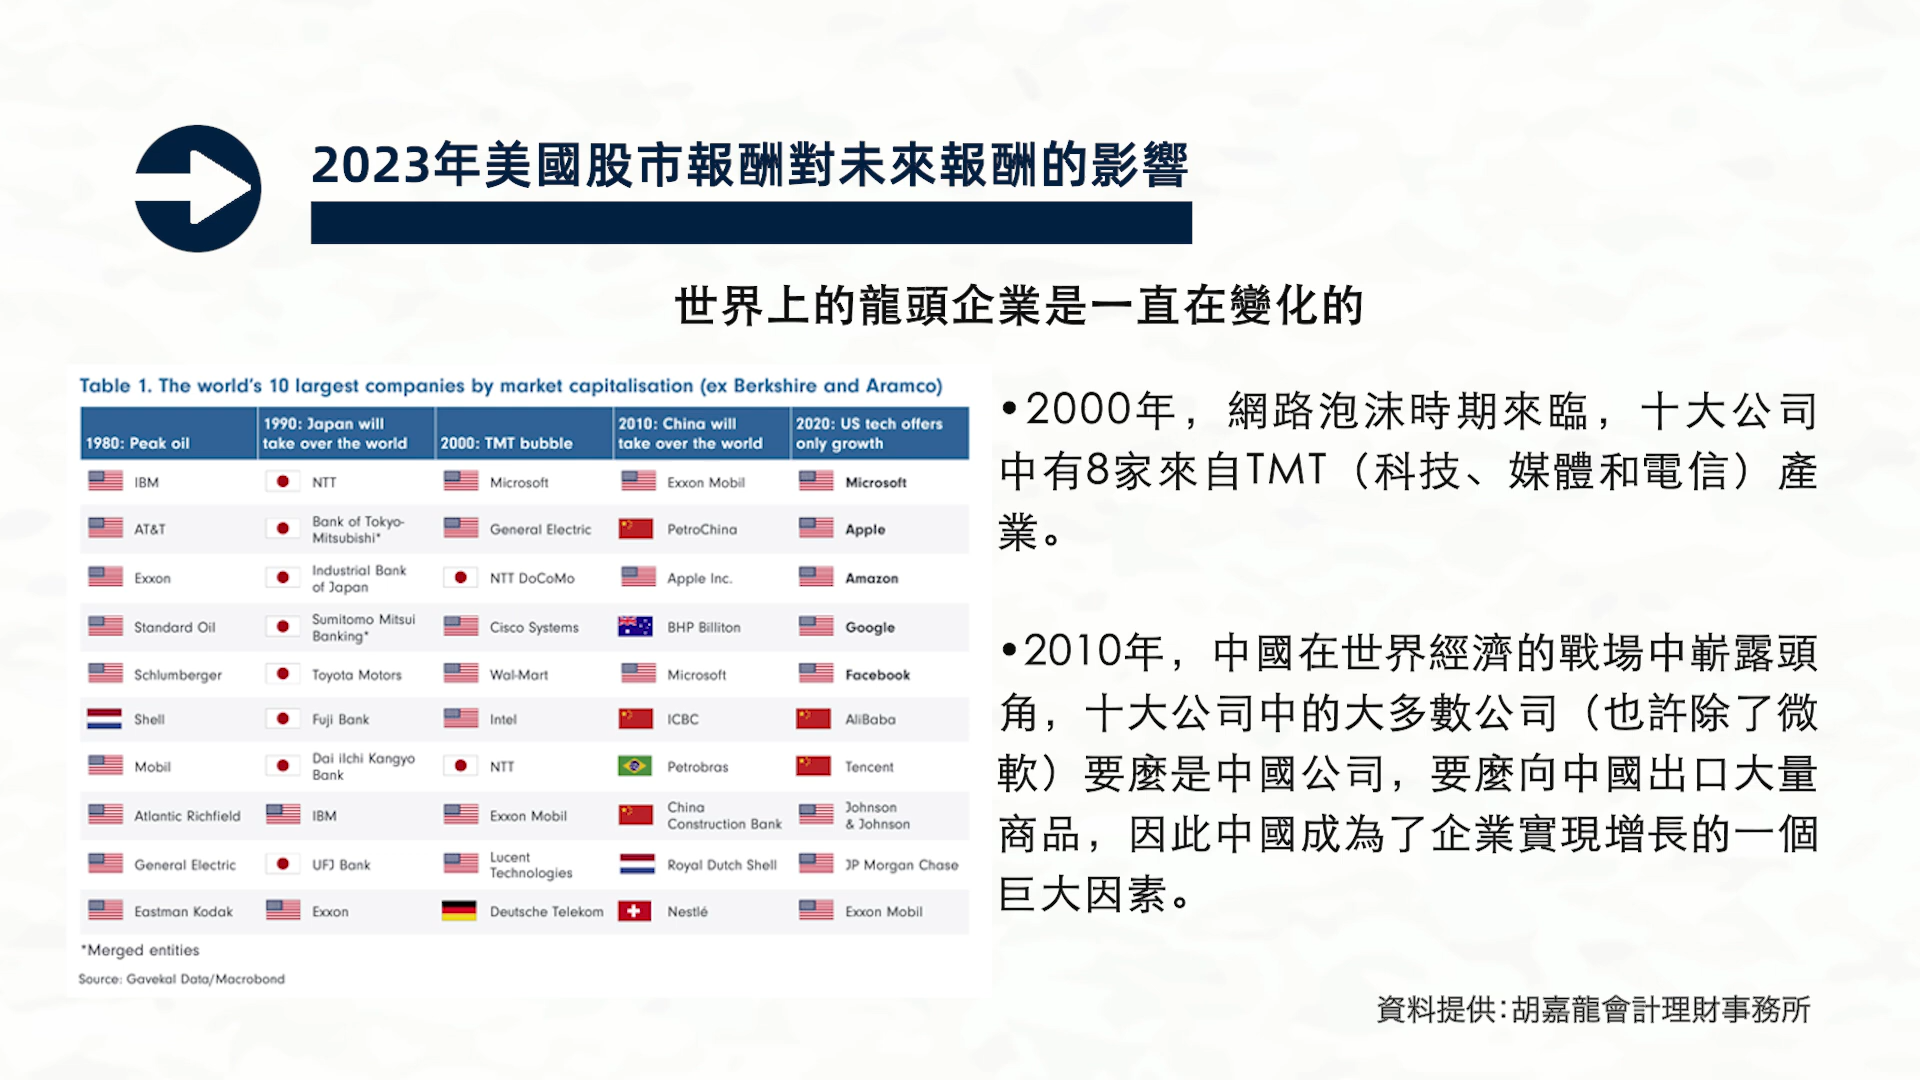 2023年美國股市報酬對未來報酬的影響
世界上的龍頭企業是一直在變化的
Table 1. The world's 10 largest companies by market capitalisation (ex Berkshire and Aramco)
1980: Peak oil
1990: Japan will
take over the world
2000: TMT bubble
2010: China will
take over the world
2020: US tech offers
only growth
IBM
NTT
Microsoft
Exxon Mobil
Microsoft
AT&T
Bank of Tokyo-
Mitsubishi*
General Electric
PetroChina
Apple
Exxon
Industrial Bank
of Japan
NTT DoCoMo
Apple Inc.
Amazon
Standard Oil
Sumitomo Mitsui
Banking*
Cisco Systems
BHP Billiton
Google
Schlumberger
Toyota Motors
Wal-Mart
Microsoft
Facebook
Shell
Fuji Bank
Intel
ICBC
AliBaba
Mobil
Dai iIchi Kangyo
Bank
NTT
Petrobras
Tencent
Atlantic Richfield
IBM
Exxon Mobil
China
Construction Bank
Johnson
& Johnson
General Electric
UFJ Bank
Lucent
Technologies
Royal Dutch Shell
JP Morgan Chase
Eastman Kodak
Exxon
Deutsche Telekom
Nestlé
Exxon Mobil
*Merged entities
Source: Gavekal Data/Macrobond
•2000年，網路泡沫時期來臨，十大公司
中有8家來自TMT（科技、媒體和電信）產
業。
•2010年，中國在世界經濟的戰場中嶄露頭
角，十大公司中的大多數公司（也許除了微
軟）要麼是中國公司，要麼向中國出口大量
商品，因此中國成為了企業實現增長的一個
巨大因素。
資料提供：胡嘉龍會計理財事務所